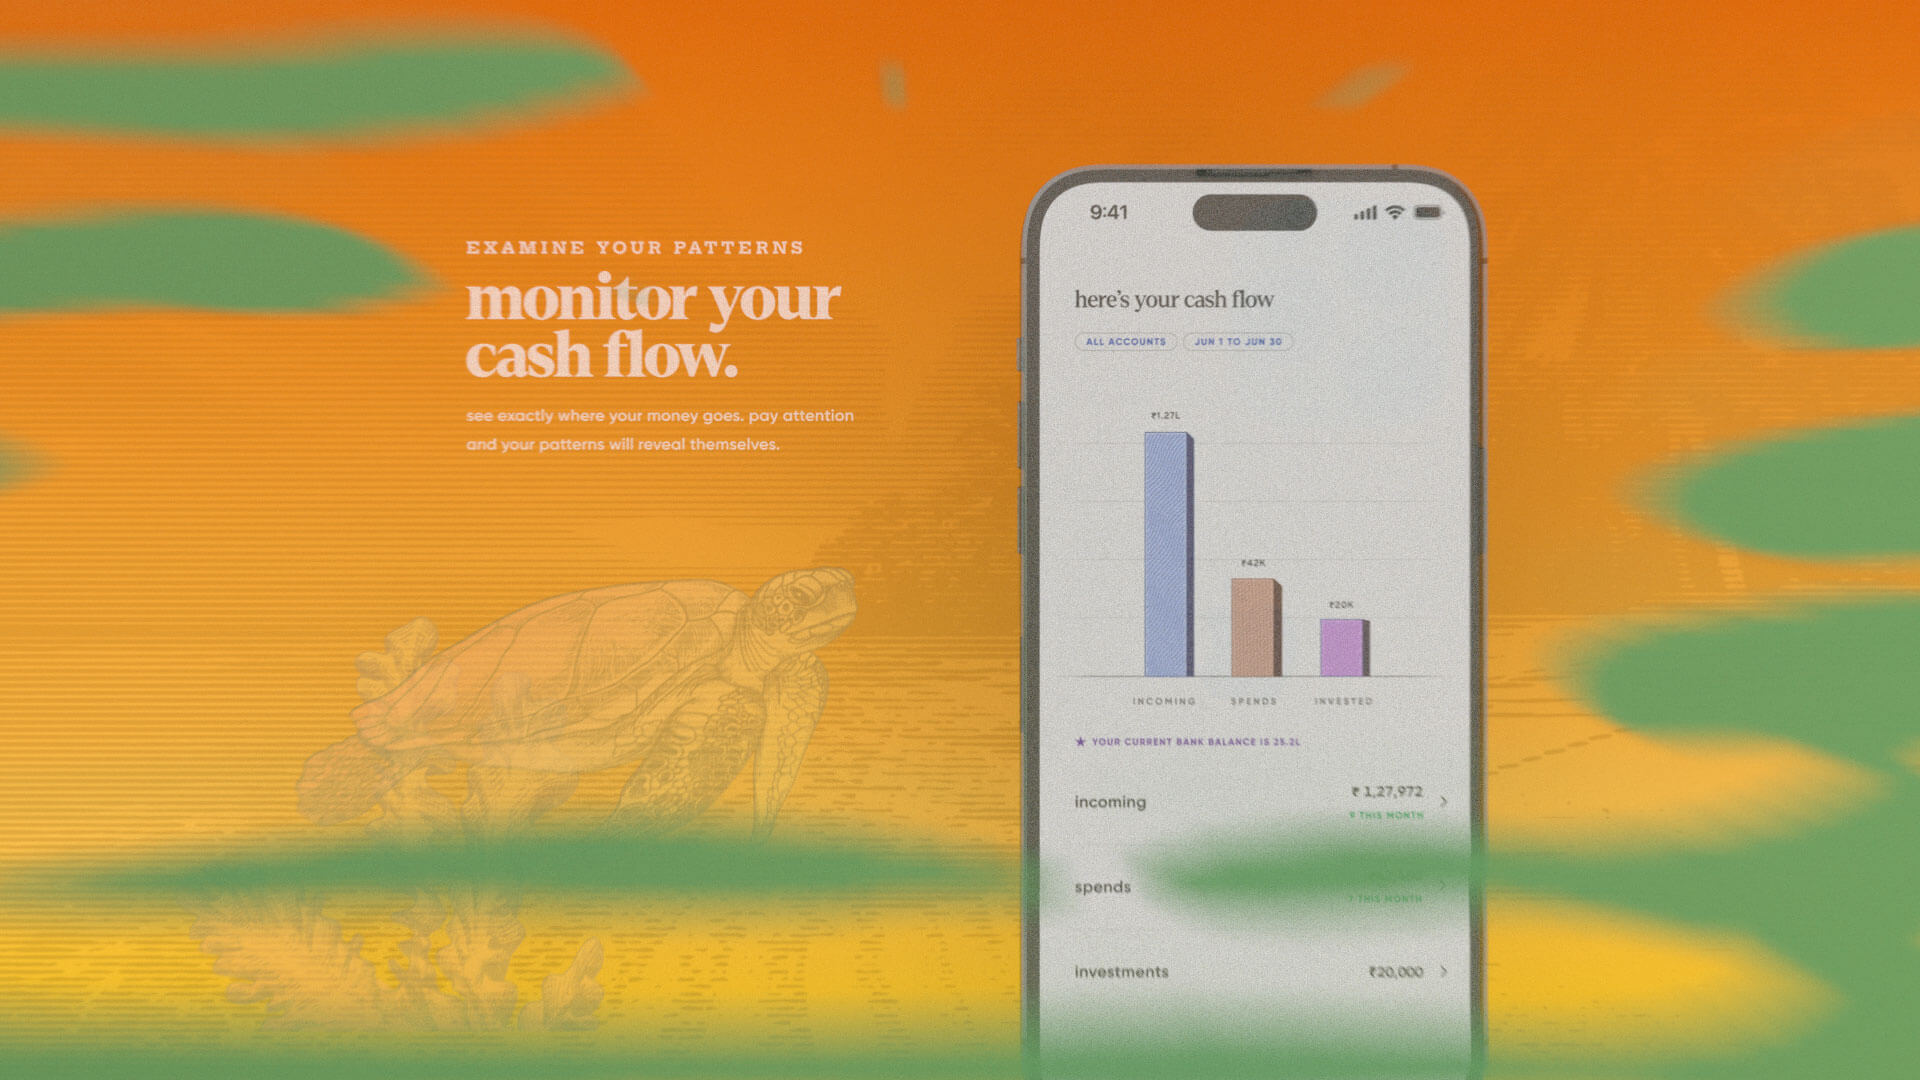 EXAMINE YOUR PATTERNS
monitor your
cash flow.
see exactly where your money goes. pay attention
and your patterns will reveal themselves.
9:41
here's your cash flow
ALL ACCOUNTS JUN 1 TO JUN 30
₹1.27L
₹42K
₹20K
INCOMING SPENDS INVESTED
★ YOUR CURRENT BANK BALANCE IS 25.2L
incoming ₹ 1,27,972
9 THIS MONTH
spends
7 THIS MONTH
investments ₹20,000